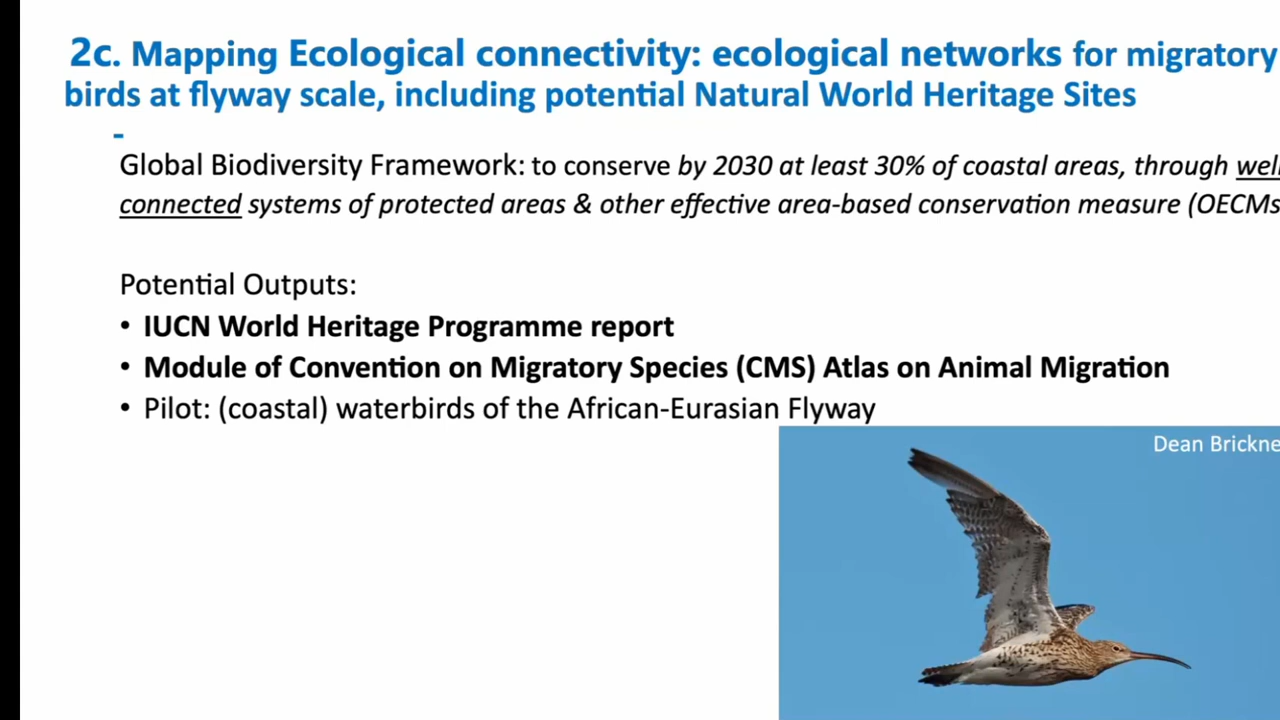 2c. Mapping Ecological connectivity: ecological networks for migratory
birds at flyway scale, including potential Natural World Heritage Sites
-
Global Biodiversity Framework: to conserve by 2030 at least 30% of coastal areas, through well
connected systems of protected areas & other effective area-based conservation measure (OECMs
Potential Outputs:
• IUCN World Heritage Programme report
• Module of Convention on Migratory Species (CMS) Atlas on Animal Migration
• Pilot: (coastal) waterbirds of the African-Eurasian Flyway
Dean Brickne